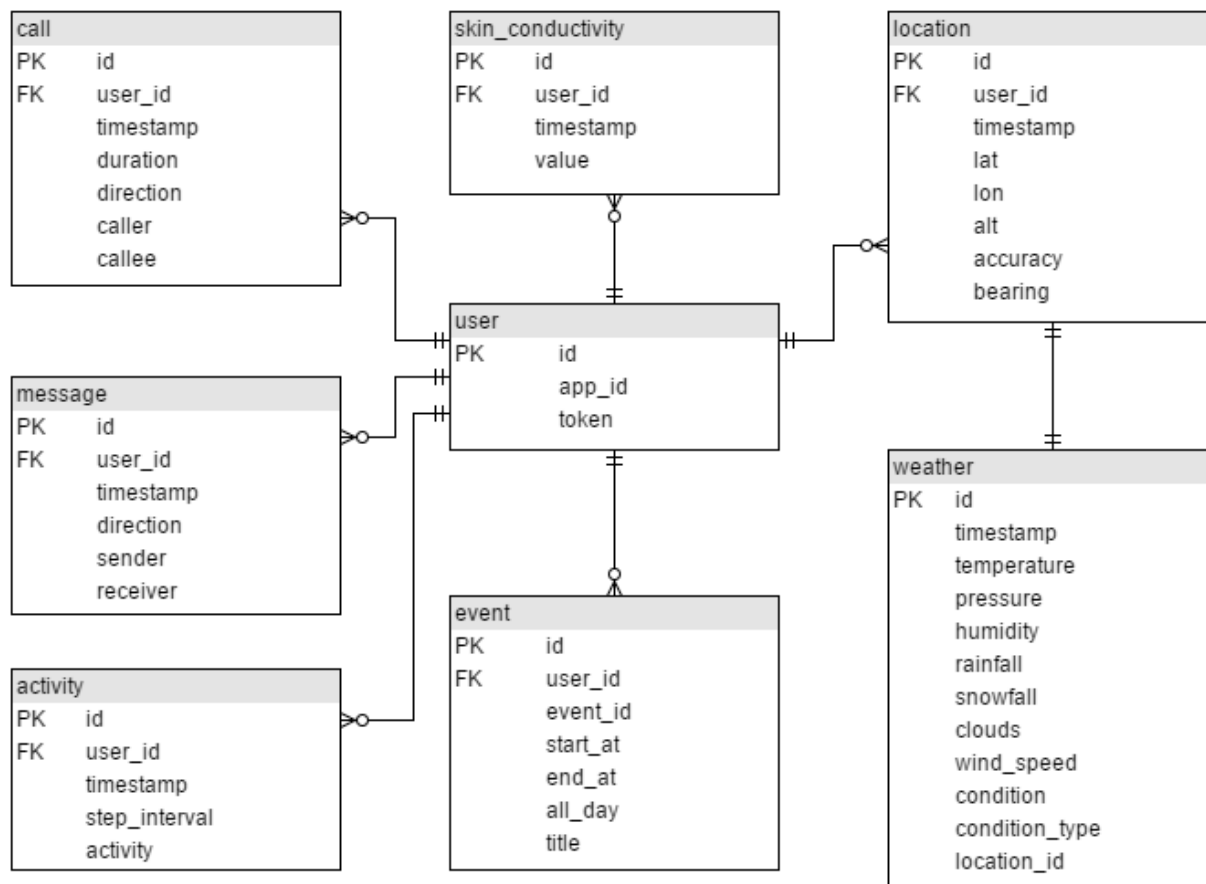 call
PK id
FK user_id
timestamp
duration
direction
caller
callee
skin_conductivity
PK id
FK user_id
timestamp
value
location
PK id
FK user_id
timestamp
lat
lon
alt
accuracy
bearing
user
PK id
app_id
token
message
PK id
FK user_id
timestamp
direction
sender
receiver
weather
PK id
timestamp
temperature
pressure
humidity
rainfall
snowfall
clouds
wind_speed
condition
condition_type
location_id
event
PK id
FK user_id
event_id
start_at
end_at
all_day
title
activity
PK id
FK user_id
timestamp
step_interval
activity